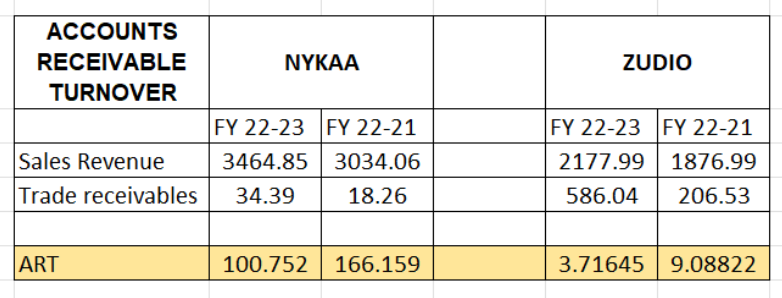 ACCOUNTS
RECEIVABLE
TURNOVER
NYKAA
ZUDIO
FY 22-23 FY 22-21 FY 22-23 FY 22-21
Sales Revenue 3464.85 3034.06 2177.99 1876.99
Trade receivables 34.39 18.26 586.04 206.53
ART 100.752 166.159 3.71645 9.08822